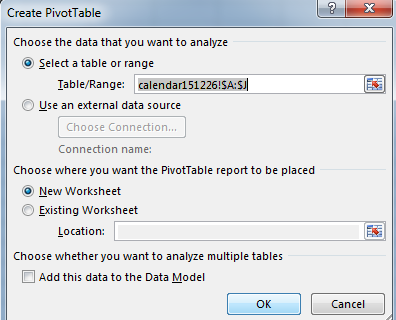 Create PivotTable
?
Choose the data that you want to analyze
Select a table or range
Table/Range: calendar151226!$A:$J
Use an external data source
Choose Connection...
Connection name:
Choose where you want the PivotTable report to be placed
New Worksheet
Existing Worksheet
Location:
Choose whether you want to analyze multiple tables
Add this data to the Data Model
OK Cancel